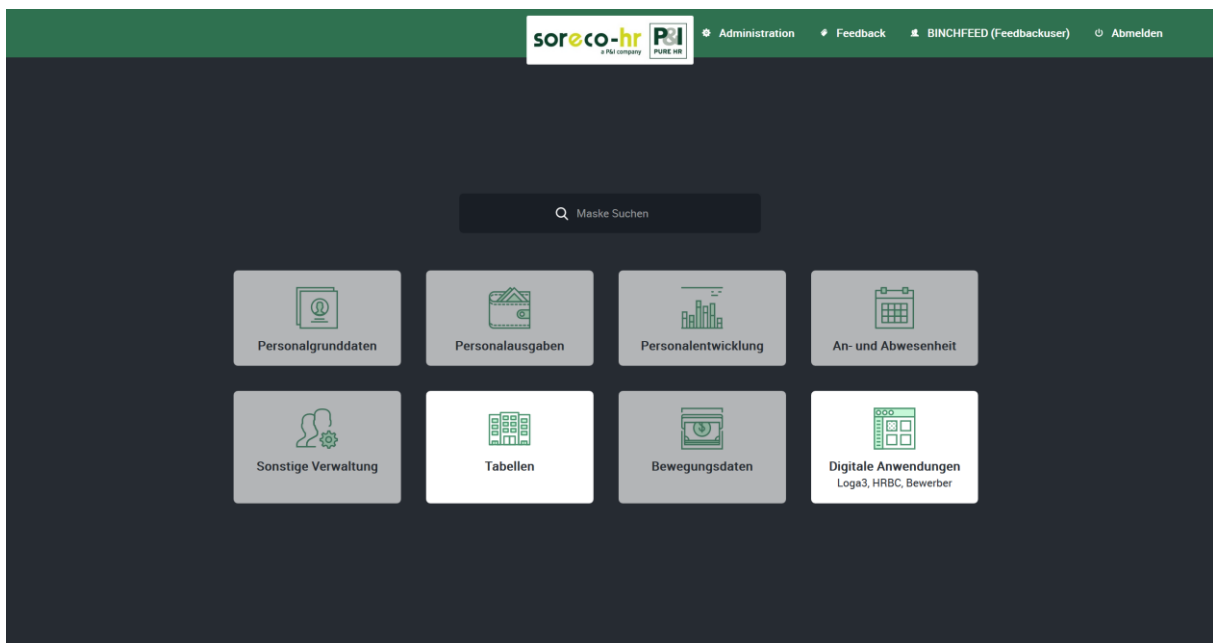 soreco-hr
a P&I company
P&I
PURE HR
Administration
Feedback
BINCHFEED (Feedbackuser)
Abmelden
Maske Suchen
Personalgrunddaten
Personalausgaben
Personalentwicklung
An- und Abwesenheit
Sonstige Verwaltung
Tabellen
Bewegungsdaten
Digitale Anwendungen
Loga3, HRBC, Bewerber